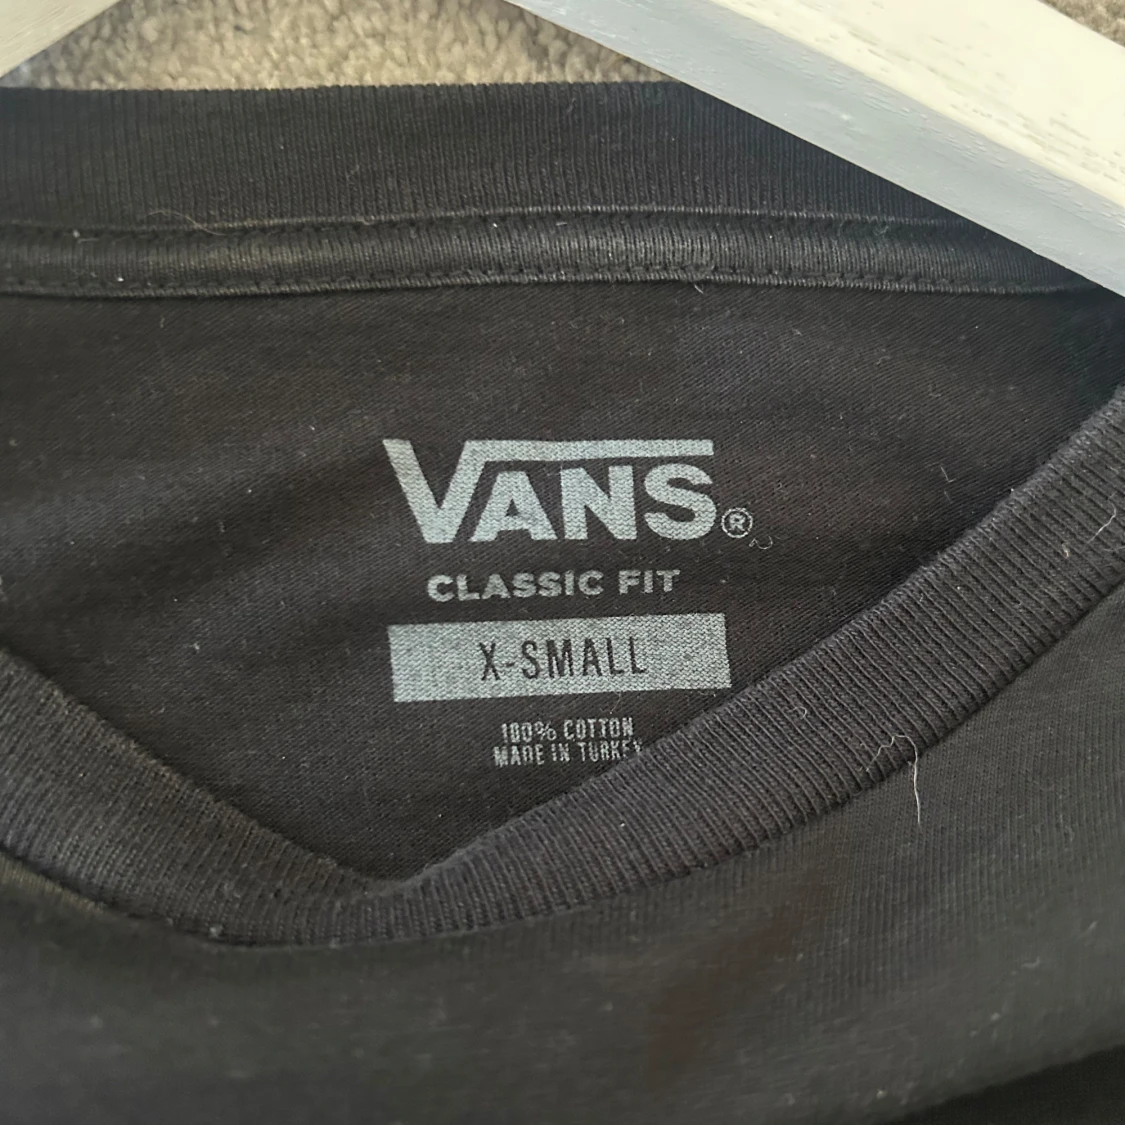 VANS®
CLASSIC FIT
X-SMALL
100% COTTON
MADE IN TURKEY